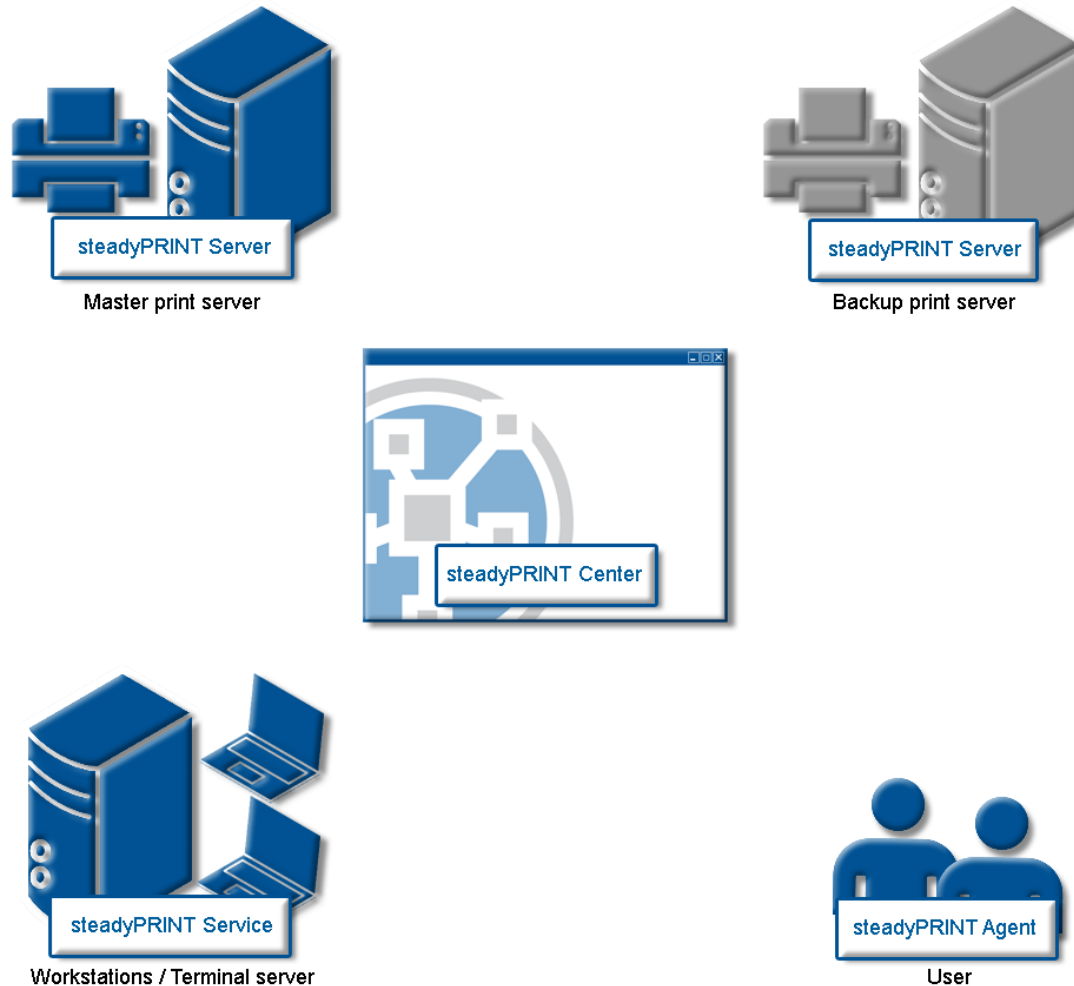 steadyPRINT Server
Master print server
steadyPRINT Server
Backup print server
steadyPRINT Center
steadyPRINT Service
Workstations / Terminal server
steadyPRINT Agent
User